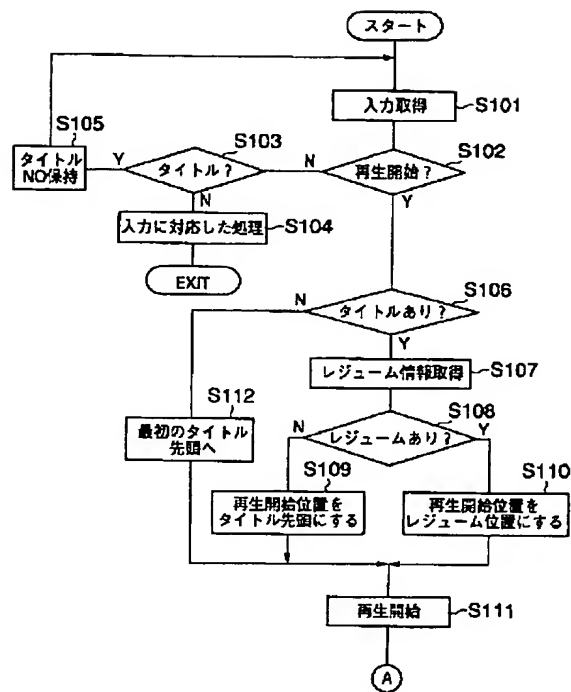 スタート
入力取得
S101
再生開始?
S102
N
Y
タイトル?
S103
Y
N
タイトル
NO保持
S105
入力に対応した処理
S104
EXIT
タイトルあり?
S106
N
Y
レジューム情報取得
S107
レジュームあり?
S108
N
Y
最初のタイトル
先頭へ
S112
再生開始位置を
タイトル先頭にする
S109
再生開始位置を
レジューム位置にする
S110
再生開始
S111
A